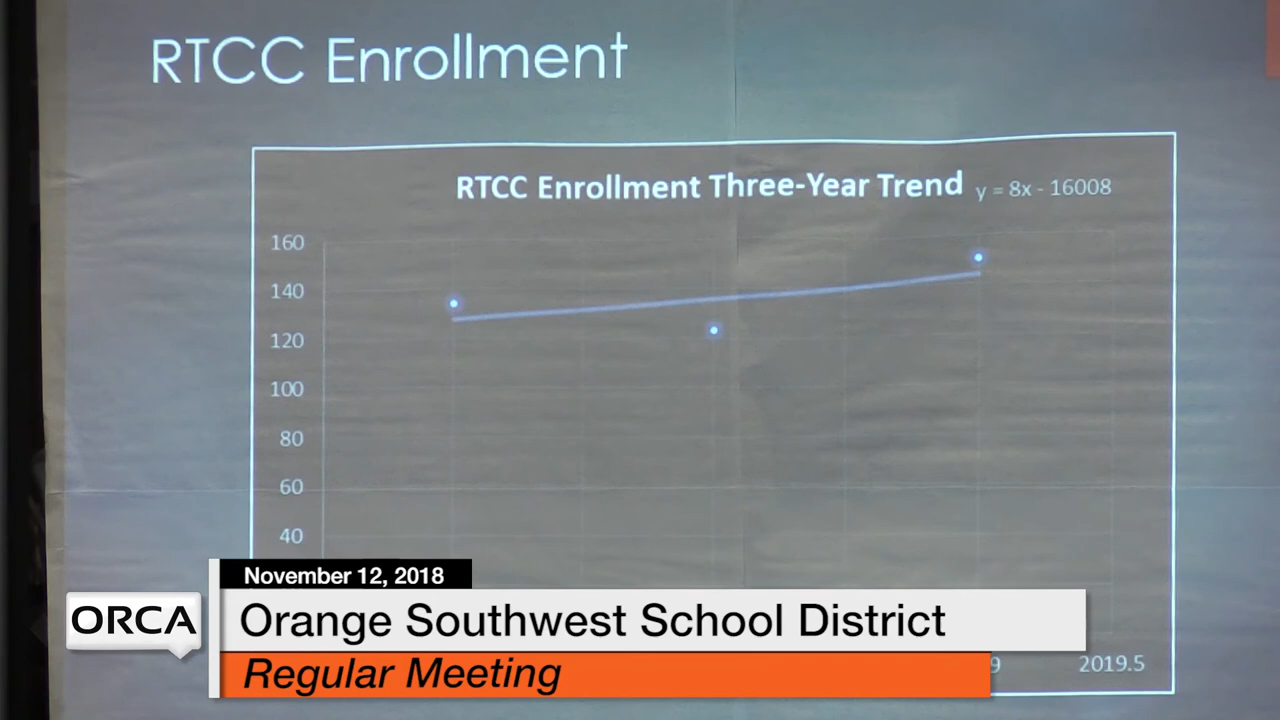 RTCC Enrollment
RTCC Enrollment Three-Year Trend y = 8x - 16008
160
140
120
100
80
60
40
November 12, 2018
ORCA
Orange Southwest School District
9 2019.5
Regular Meeting